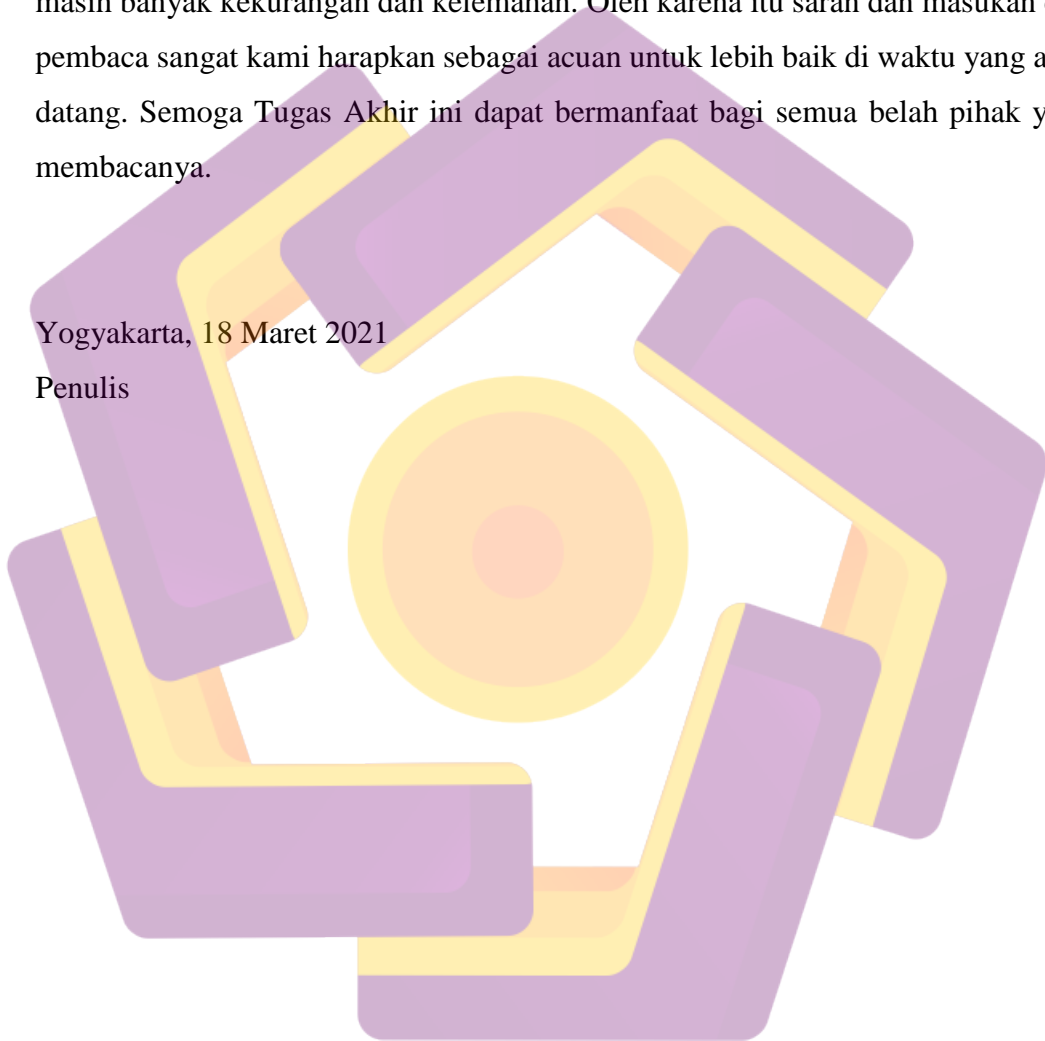 masih banyak kekurangan dan kelemahan. Oleh karena itu saran dan masukan
pembaca sangat kami harapkan sebagai acuan untuk lebih baik di waktu yang a
datang. Semoga Tugas Akhir ini dapat bermanfaat bagi semua belah pihak y
membacanya.
Yogyakarta, 18 Maret 2021
Penulis